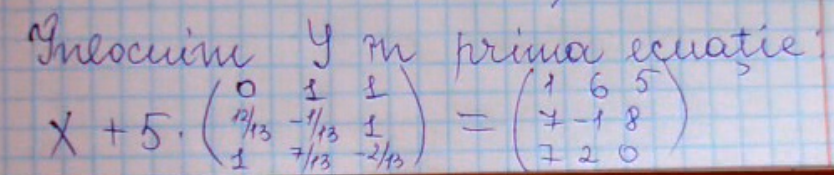 Înlocuim Y în prima ecuație:
X + 5 · (0 1 1; 12/13 -1/13 1; 1 7/13 -2/13) = (1 6 5; 7 -1 8; 7 2 0)